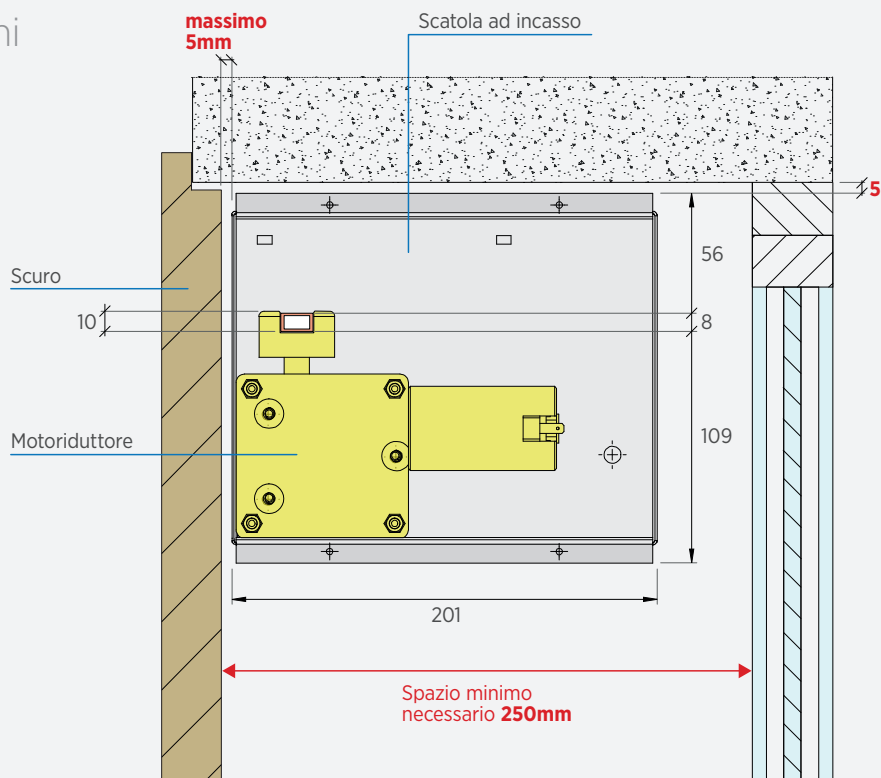 ni
massimo
5mm
Scatola ad incasso
5
56
Scuro
10
8
Motoriduttore
109
201
Spazio minimo
necessario 250mm